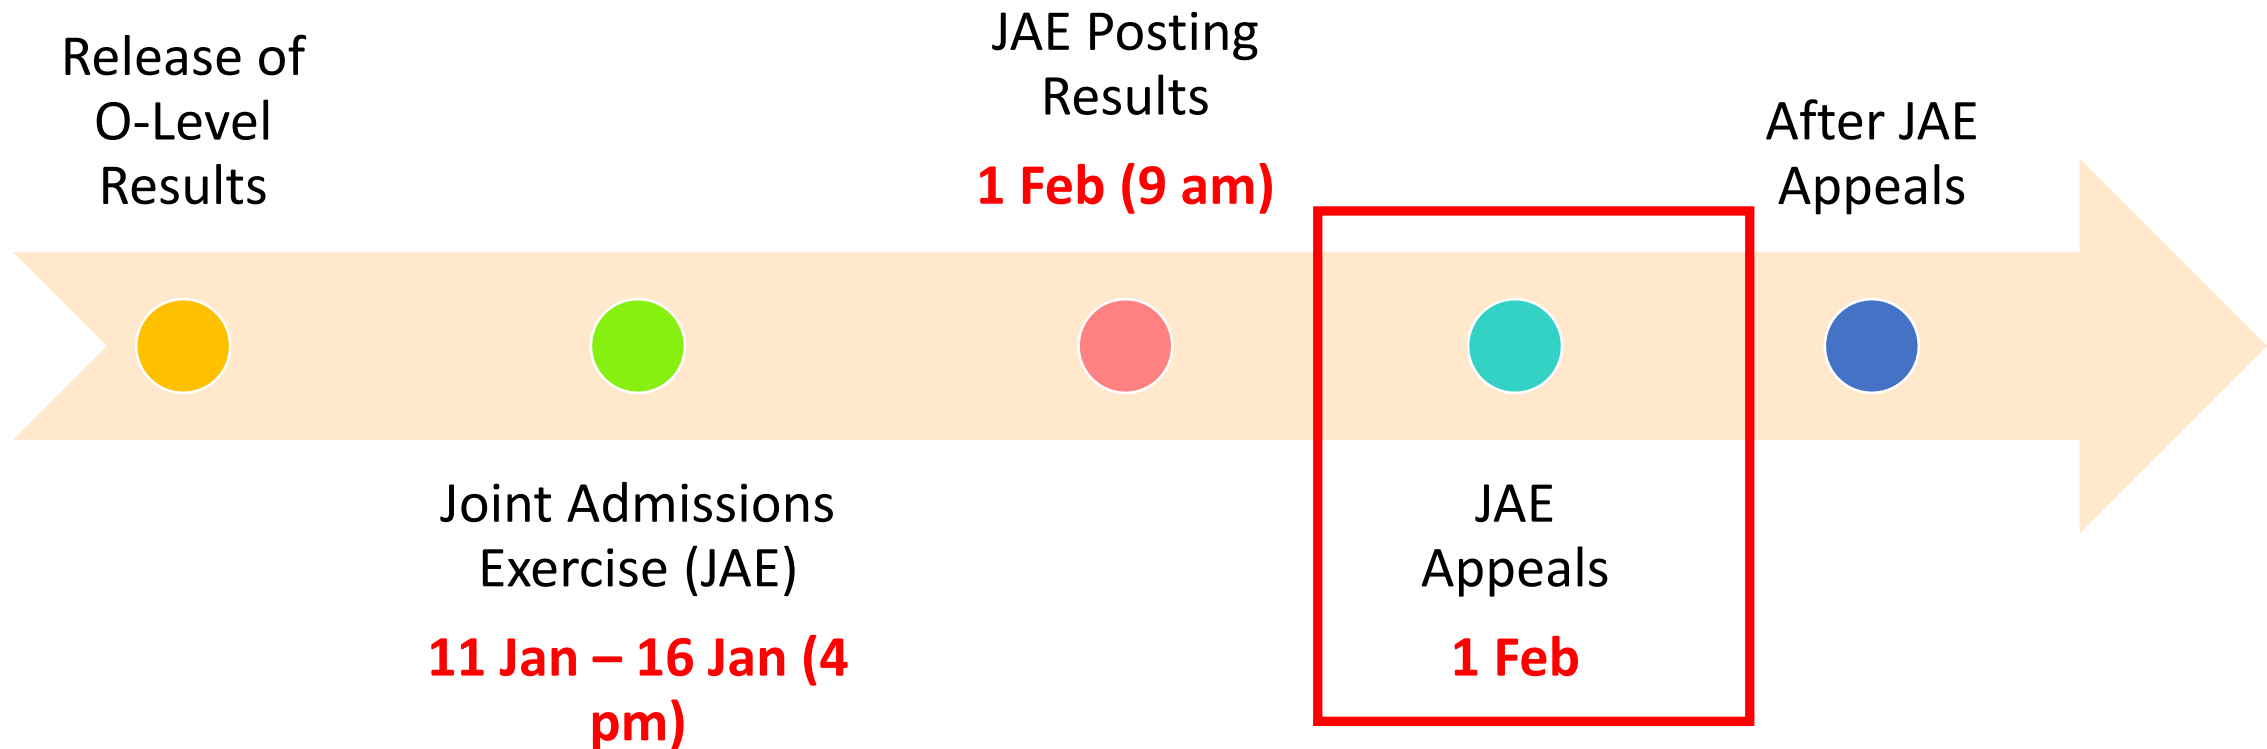 Release of
O-Level
Results
Joint Admissions
Exercise (JAE)
11 Jan – 16 Jan (4
pm)
JAE Posting
Results
1 Feb (9 am)
JAE
Appeals
1 Feb
After JAE
Appeals